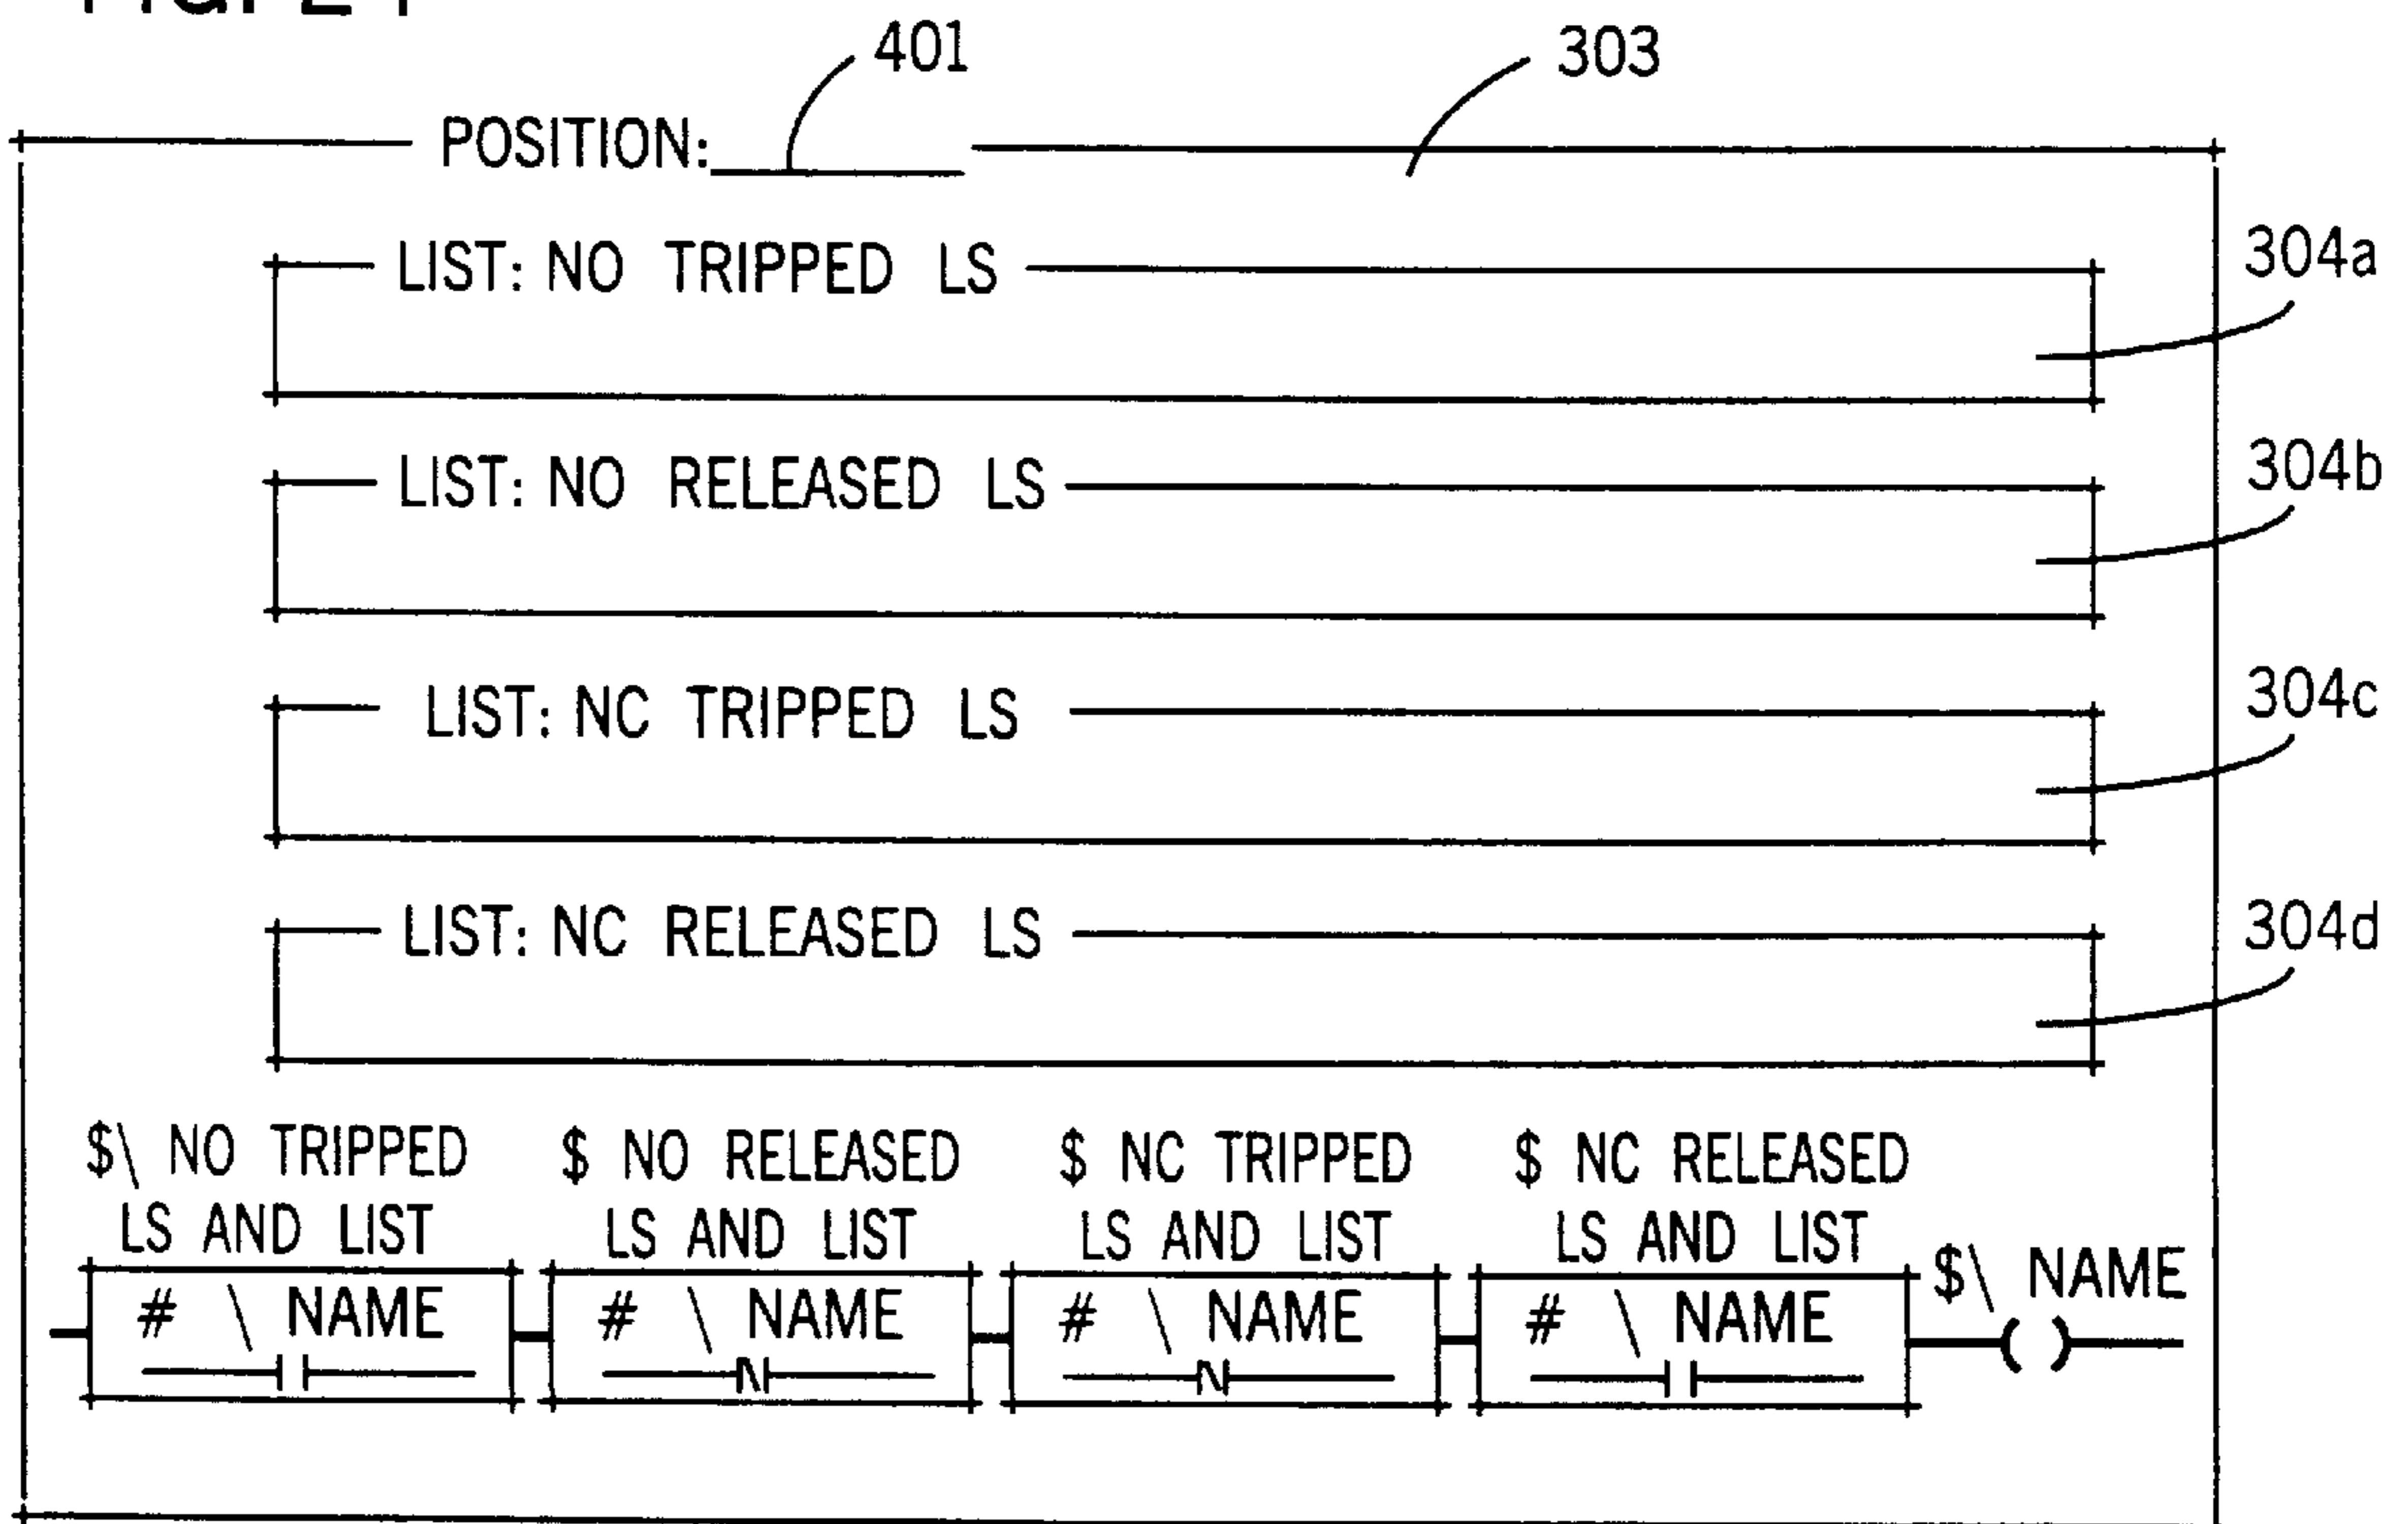 401
303
POSITION:
LIST: NO TRIPPED LS
304a
LIST: NO RELEASED LS
304b
LIST: NC TRIPPED LS
304c
LIST: NC RELEASED LS
304d
$\ NO TRIPPED LS AND LIST
$ NO RELEASED LS AND LIST
$ NC TRIPPED LS AND LIST
$ NC RELEASED LS AND LIST
# \ NAME
# \ NAME
# \ NAME
# \ NAME
$\ NAME